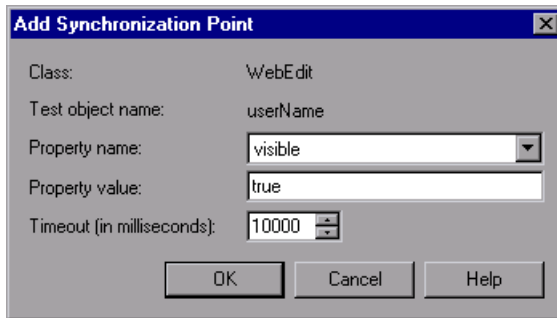 Add Synchronization Point
Class: WebEdit
Test object name: userName
Property name: visible
Property value: true
Timeout (in milliseconds): 10000
OK Cancel Help